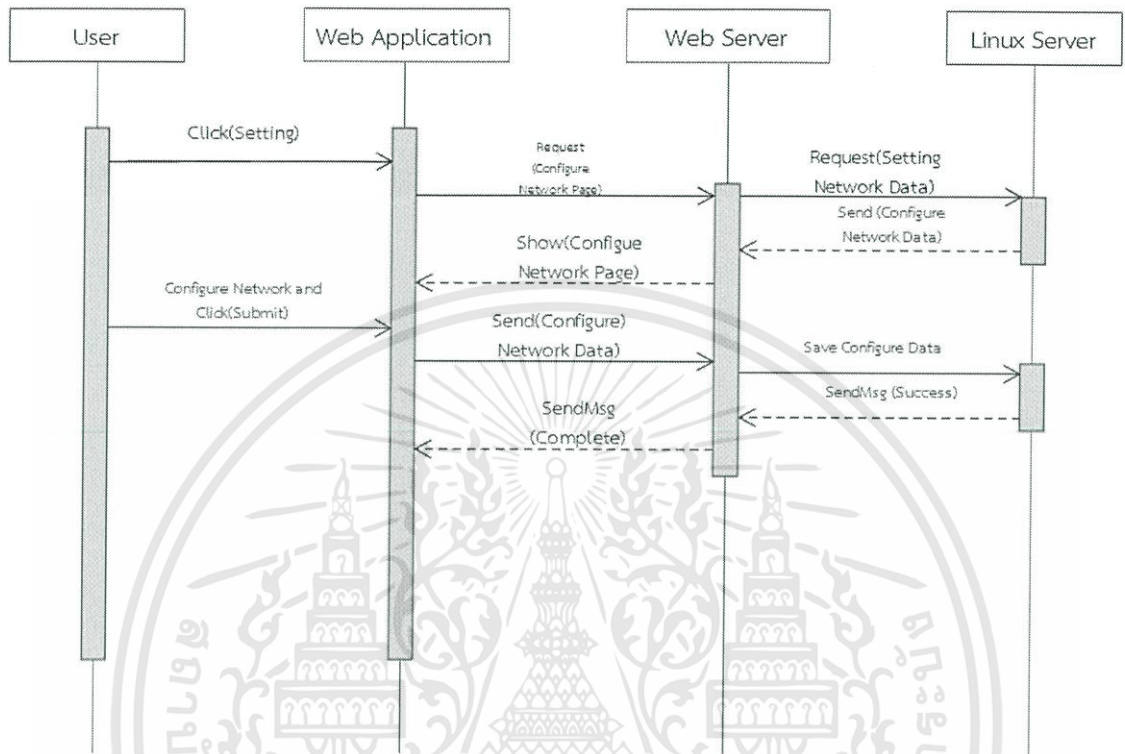 User
Web Application
Web Server
Linux Server
Click(Setting)
Request
(Configure
Network Page)
Request(Setting
Network Data)
Send (Configure
Network Data)
Show(Configue
Network Page)
Configure Network and
Click(Submit)
Send(Configure)
Network Data)
Save Configure Data
SendMsg (Success)
SendMsg
(Complete)